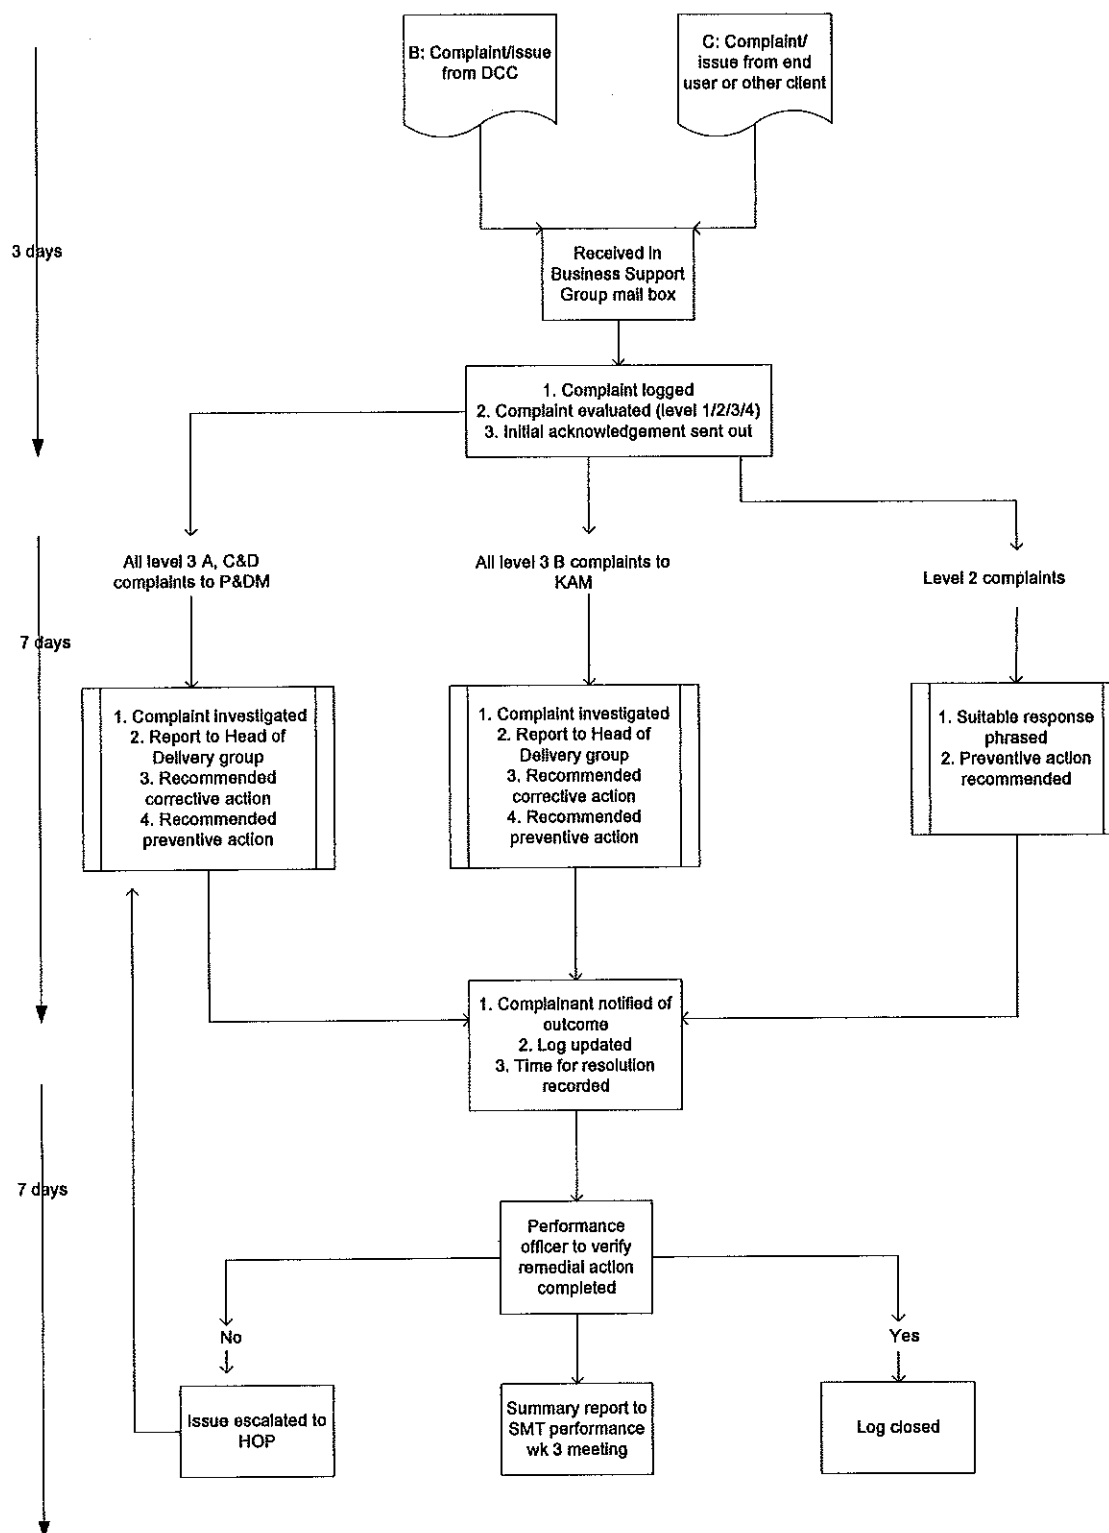 B: Complaint/issue
from DCC
C: Complaint/
issue from end
user or other client
3 days
Received in
Business Support
Group mail box
1. Complaint logged
2. Complaint evaluated (level 1/2/3/4)
3. Initial acknowledgement sent out
All level 3 A, C&D
complaints to P&DM
All level 3 B complaints to
KAM
Level 2 complaints
7 days
1. Complaint investigated
2. Report to Head of
Delivery group
3. Recommended
corrective action
4. Recommended
preventive action
1. Complaint investigated
2. Report to Head of
Delivery group
3. Recommended
corrective action
4. Recommended
preventive action
1. Suitable response
phrased
2. Preventive action
recommended
1. Complainant notified of
outcome
2. Log updated
3. Time for resolution
recorded
7 days
Performance
officer to verify
remedial action
completed
No
Yes
Issue escalated to
HOP
Summary report to
SMT performance
wk 3 meeting
Log closed